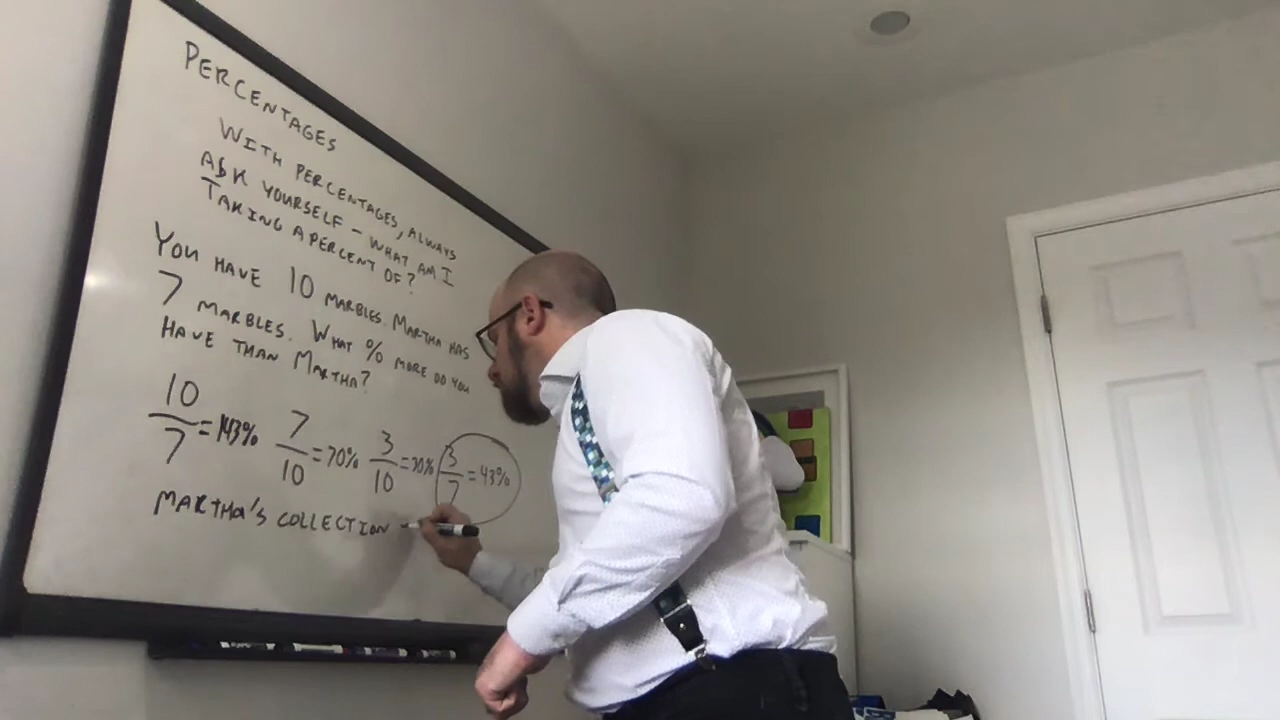 PERCENTAGES
WITH PERCENTAGES, ALWAYS
ASK YOURSELF - WHAT AM I
TAKING A PERCENT OF?
YOU HAVE 10 MARBLES. MARTHA HAS
7 MARBLES. WHAT % MORE DO YOU
HAVE THAN MARTHA?
10/7 = 143% 7/10 = 70% 3/10 = 30% 3/7 = 43%
MARTHA'S COLLECTION